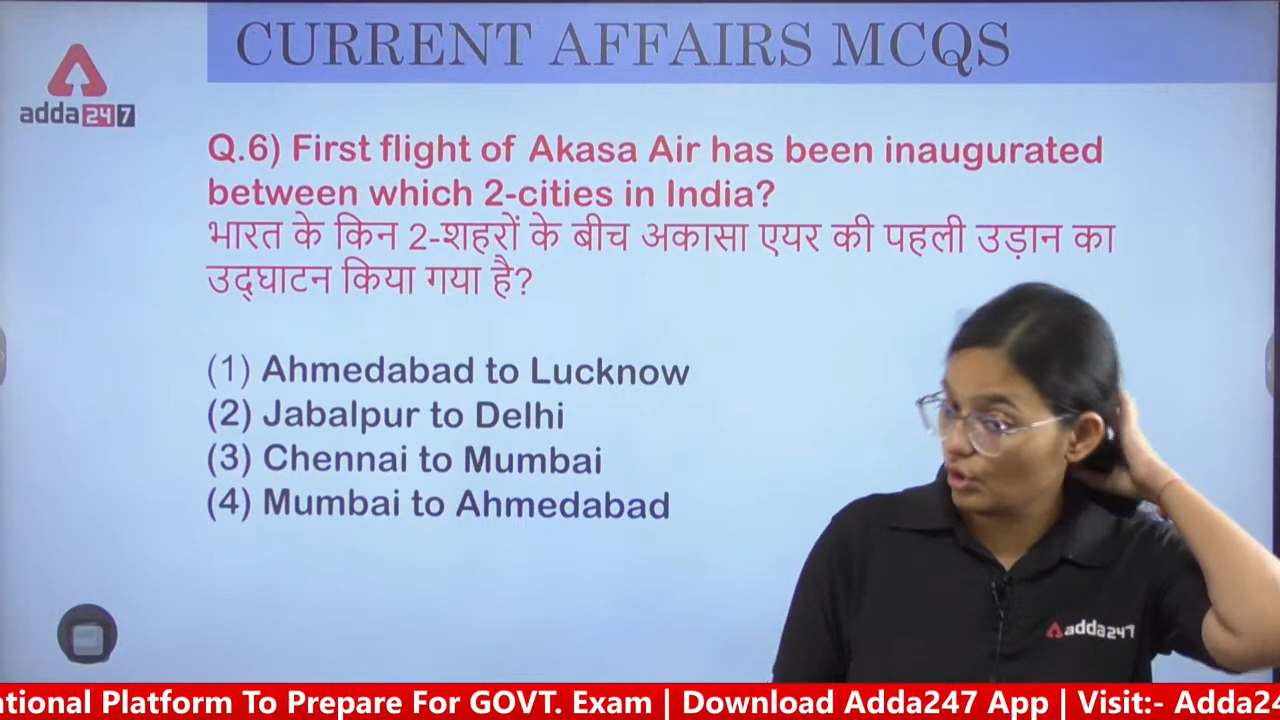 CURRENT AFFAIRS MCQS
adda247
Q.6) First flight of Akasa Air has been inaugurated
between which 2-cities in India?
भारत के किन 2-शहरों के बीच अकासा एयर की पहली उड़ान का
उद्घाटन किया गया है?
(1) Ahmedabad to Lucknow
(2) Jabalpur to Delhi
(3) Chennai to Mumbai
(4) Mumbai to Ahmedabad
adda247
ational Platform To Prepare For GOVT. Exam | Download Adda247 App | Visit:- Adda24